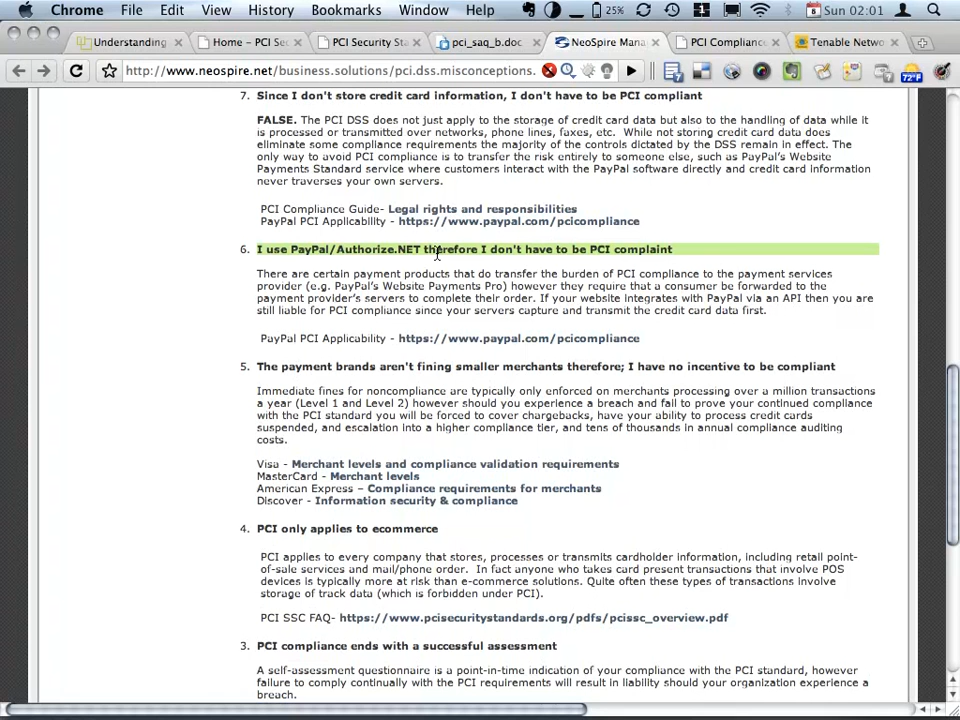 Chrome File Edit View History Bookmarks Window Help 25% Sun 02:01
Understanding Home – PCI Sec PCI Security Sta pci_saq_b.doc NeoSpire Mana PCI Compliance Tenable Netwo
http://www.neospire.net/business.solutions/pci.dss.misconceptions. 72°F
7. Since I don't store credit card information, I don't have to be PCI compliant
FALSE. The PCI DSS does not just apply to the storage of credit card data but also to the handling of data while it
is processed or transmitted over networks, phone lines, faxes, etc. While not storing credit card data does
eliminate some compliance requirements the majority of the controls dictated by the DSS remain in effect. The
only way to avoid PCI compliance is to transfer the risk entirely to someone else, such as PayPal's Website
Payments Standard service where customers interact with the PayPal software directly and credit card information
never traverses your own servers.
PCI Compliance Guide- Legal rights and responsibilities
PayPal PCI Applicability - https://www.paypal.com/pcicompliance
6. I use PayPal/Authorize.NET therefore I don't have to be PCI complaint
There are certain payment products that do transfer the burden of PCI compliance to the payment services
provider (e.g. PayPal's Website Payments Pro) however they require that a consumer be forwarded to the
payment provider's servers to complete their order. If your website integrates with PayPal via an API then you are
still liable for PCI compliance since your servers capture and transmit the credit card data first.
PayPal PCI Applicability - https://www.paypal.com/pcicompliance
5. The payment brands aren't fining smaller merchants therefore; I have no incentive to be compliant
Immediate fines for noncompliance are typically only enforced on merchants processing over a million transactions
a year (Level 1 and Level 2) however should you experience a breach and fail to prove your continued compliance
with the PCI standard you will be forced to cover chargebacks, have your ability to process credit cards
suspended, and escalation into a higher compliance tier, and tens of thousands in annual compliance auditing
costs.
Visa - Merchant levels and compliance validation requirements
MasterCard - Merchant levels
American Express – Compliance requirements for merchants
Discover - Information security & compliance
4. PCI only applies to ecommerce
PCI applies to every company that stores, processes or transmits cardholder information, including retail point-
of-sale services and mail/phone order. In fact anyone who takes card present transactions that involve POS
devices is typically more at risk than e-commerce solutions. Quite often these types of transactions involve
storage of track data (which is forbidden under PCI).
PCI SSC FAQ- https://www.pcisecuritystandards.org/pdfs/pcissc_overview.pdf
3. PCI compliance ends with a successful assessment
A self-assessment questionnaire is a point-in-time indication of your compliance with the PCI standard, however
failure to comply continually with the PCI requirements will result in liability should your organization experience a
breach.